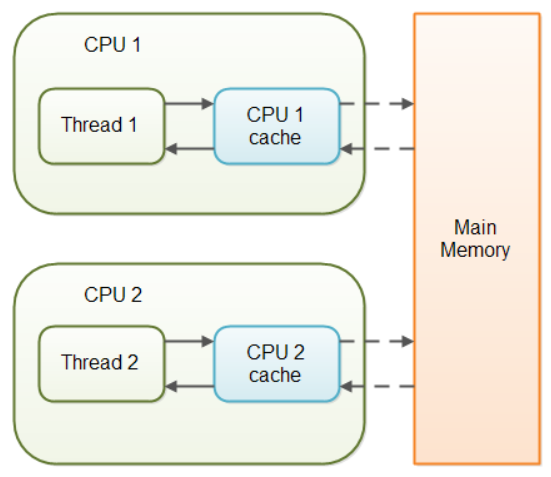 CPU 1
Thread 1
CPU 1
cache
Main
Memory
CPU 2
Thread 2
CPU 2
cache